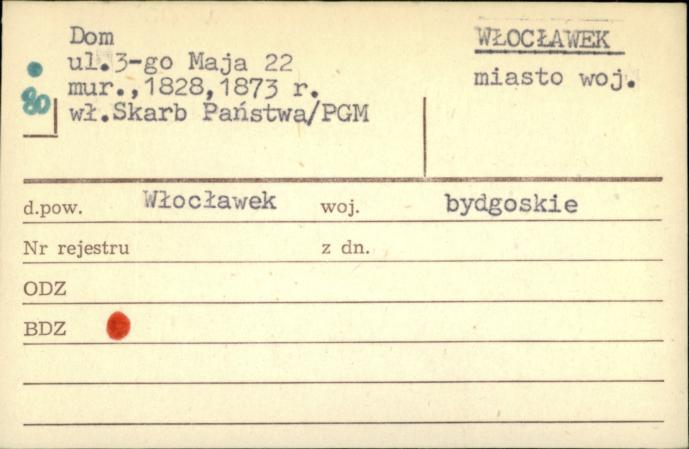 Dom
ul.3-go Maja 22
mur.,1828,1873 r.
wł.Skarb Państwa/PGM
80
WŁOCŁAWEK
miasto woj.
d.pow. Włocławek woj. bydgoskie
Nr rejestru z dn.
ODZ
BDZ